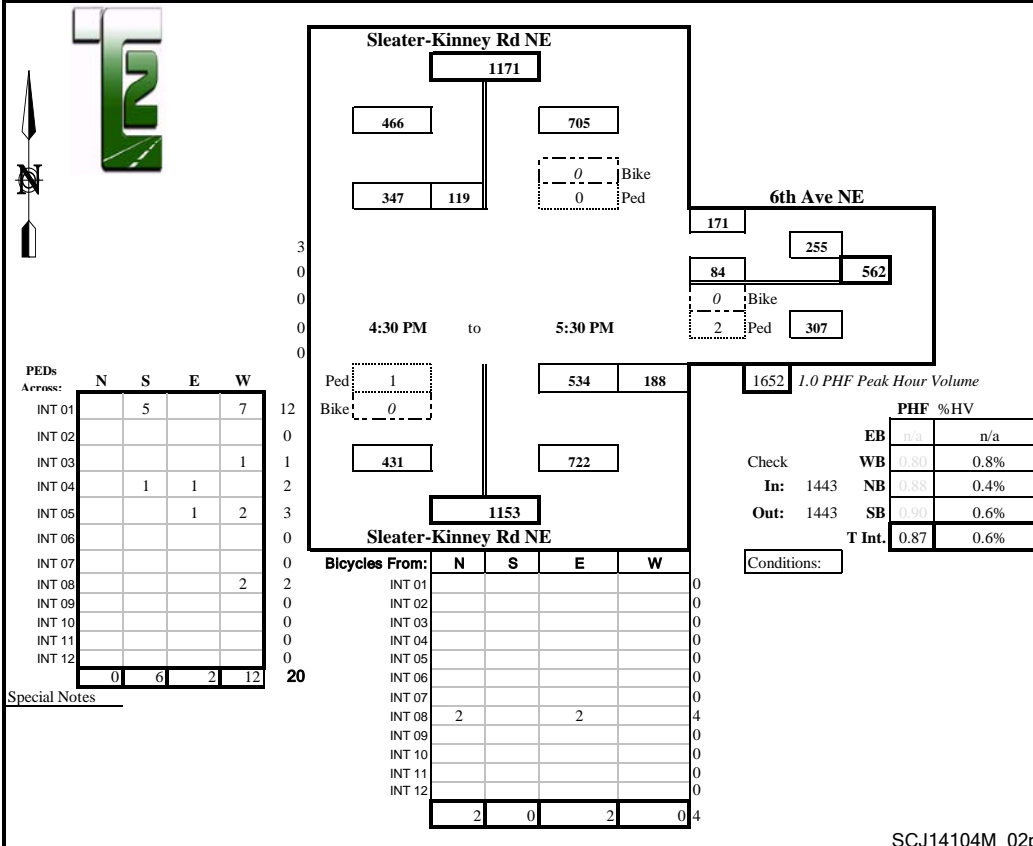 T2
N
Sleater-Kinney Rd NE
1171
466 705
0 Bike
347 119 0 Ped
6th Ave NE
171
3 255
0 84 562
0 0 Bike
0 4:30 PM to 5:30 PM 2 Ped 307
0
Ped 1 534 188 1652 1.0 PHF Peak Hour Volume
Bike 0
431 722
1153
Sleater-Kinney Rd NE
PHF %HV
EB n/a n/a
Check WB 0.80 0.8%
In: 1443 NB 0.88 0.4%
Out: 1443 SB 0.90 0.6%
T Int. 0.87 0.6%
Conditions:
PEDs
Across: N S E W
INT 01 5 7 12
INT 02 0
INT 03 1 1
INT 04 1 1 2
INT 05 1 2 3
INT 06 0
INT 07 0
INT 08 2 2
INT 09 0
INT 10 0
INT 11 0
INT 12 0
0 6 2 12 20
Special Notes
Bicycles From: N S E W
INT 01 0
INT 02 0
INT 03 0
INT 04 0
INT 05 0
INT 06 0
INT 07 0
INT 08 2 2 4
INT 09 0
INT 10 0
INT 11 0
INT 12 0
2 0 2 0 4